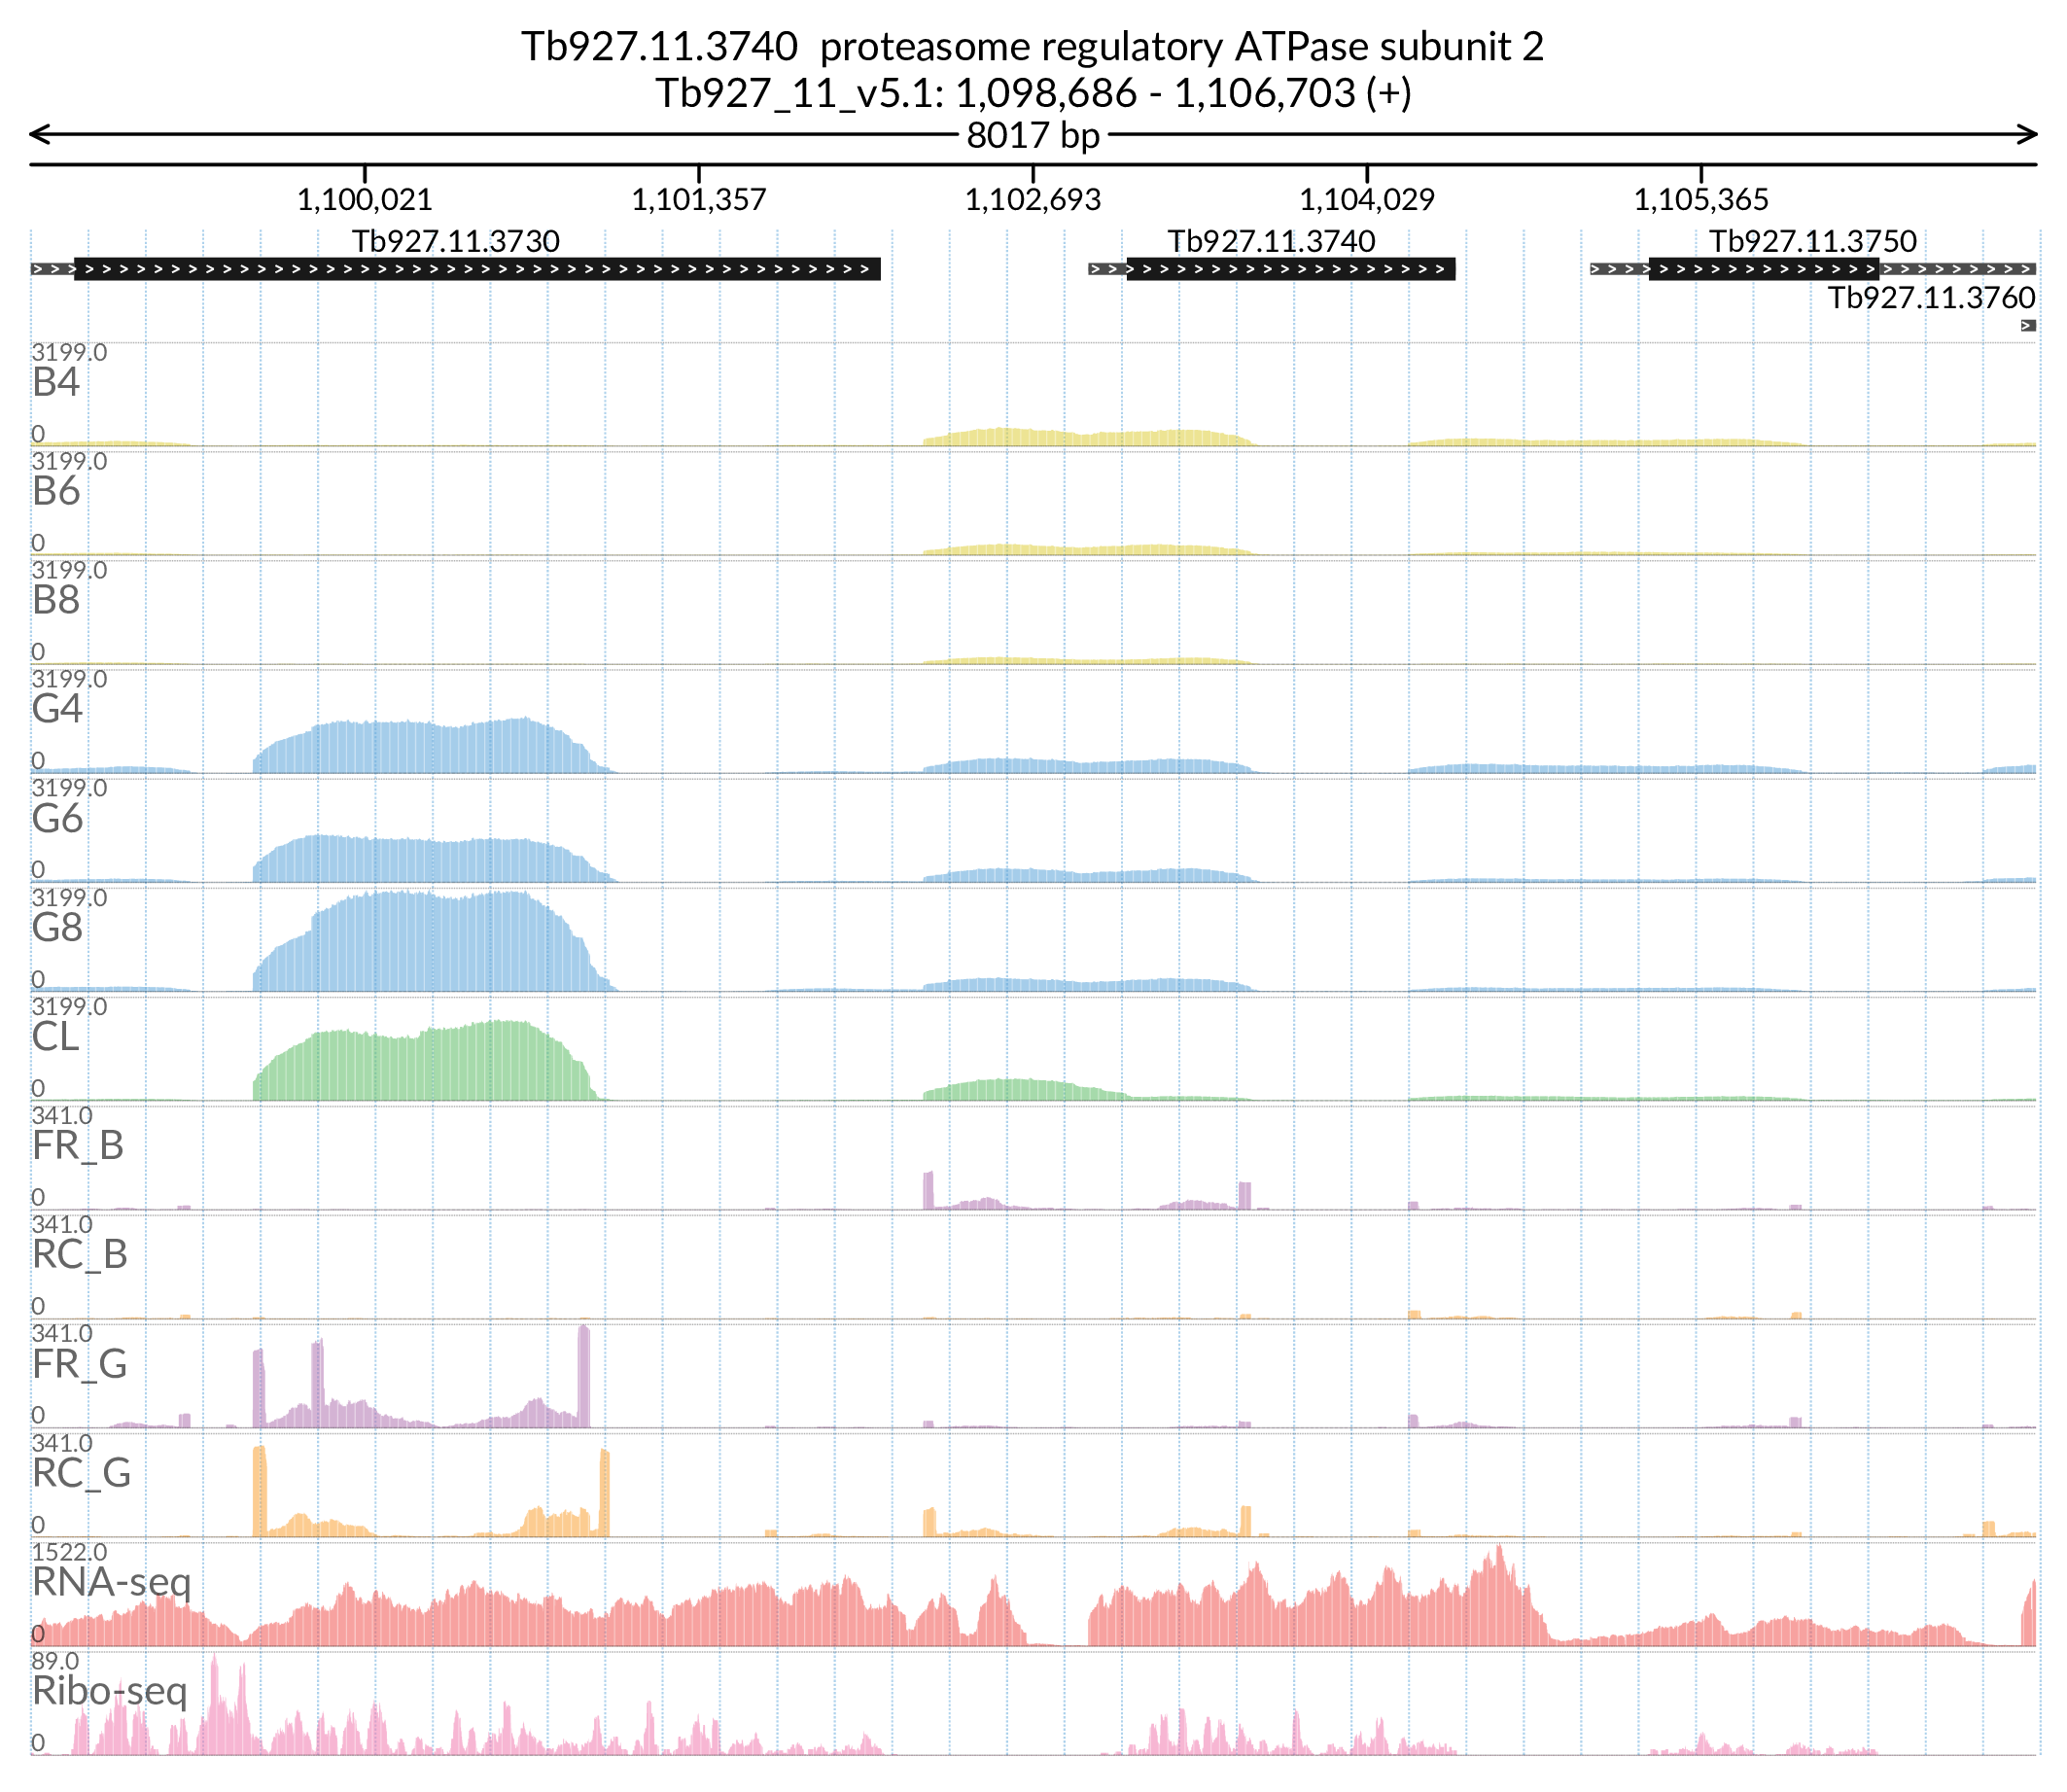 Tb927.11.3740 proteasome regulatory ATPase subunit 2
Tb927_11_v5.1: 1,098,686 - 1,106,703 (+)
8017 bp
1,100,021 1,101,357 1,102,693 1,104,029 1,105,365
Tb927.11.3730 Tb927.11.3740 Tb927.11.3750
Tb927.11.3760
3199.0
B4
0
3199.0
B6
0
3199.0
B8
0
3199.0
G4
0
3199.0
G6
0
3199.0
G8
0
3199.0
CL
0
341.0
FR_B
0
341.0
RC_B
0
341.0
FR_G
0
341.0
RC_G
0
1522.0
RNA-seq
0
89.0
Ribo-seq
0